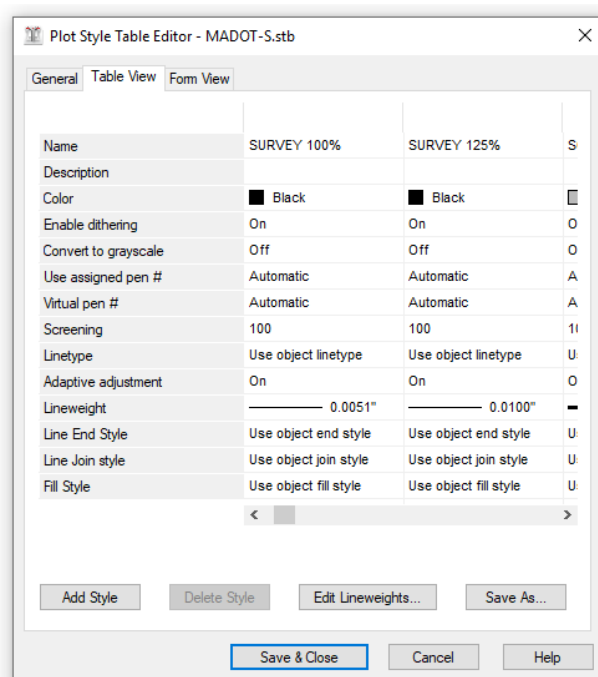 Plot Style Table Editor - MADOT-S.stb
General Table View Form View
Name SURVEY 100% SURVEY 125%
Description
Color Black Black
Enable dithering On On
Convert to grayscale Off Off
Use assigned pen # Automatic Automatic
Virtual pen # Automatic Automatic
Screening 100 100
Linetype Use object linetype Use object linetype
Adaptive adjustment On On
Lineweight 0.0051" 0.0100"
Line End Style Use object end style Use object end style
Line Join style Use object join style Use object join style
Fill Style Use object fill style Use object fill style
Add Style Delete Style Edit Lineweights... Save As...
Save & Close Cancel Help